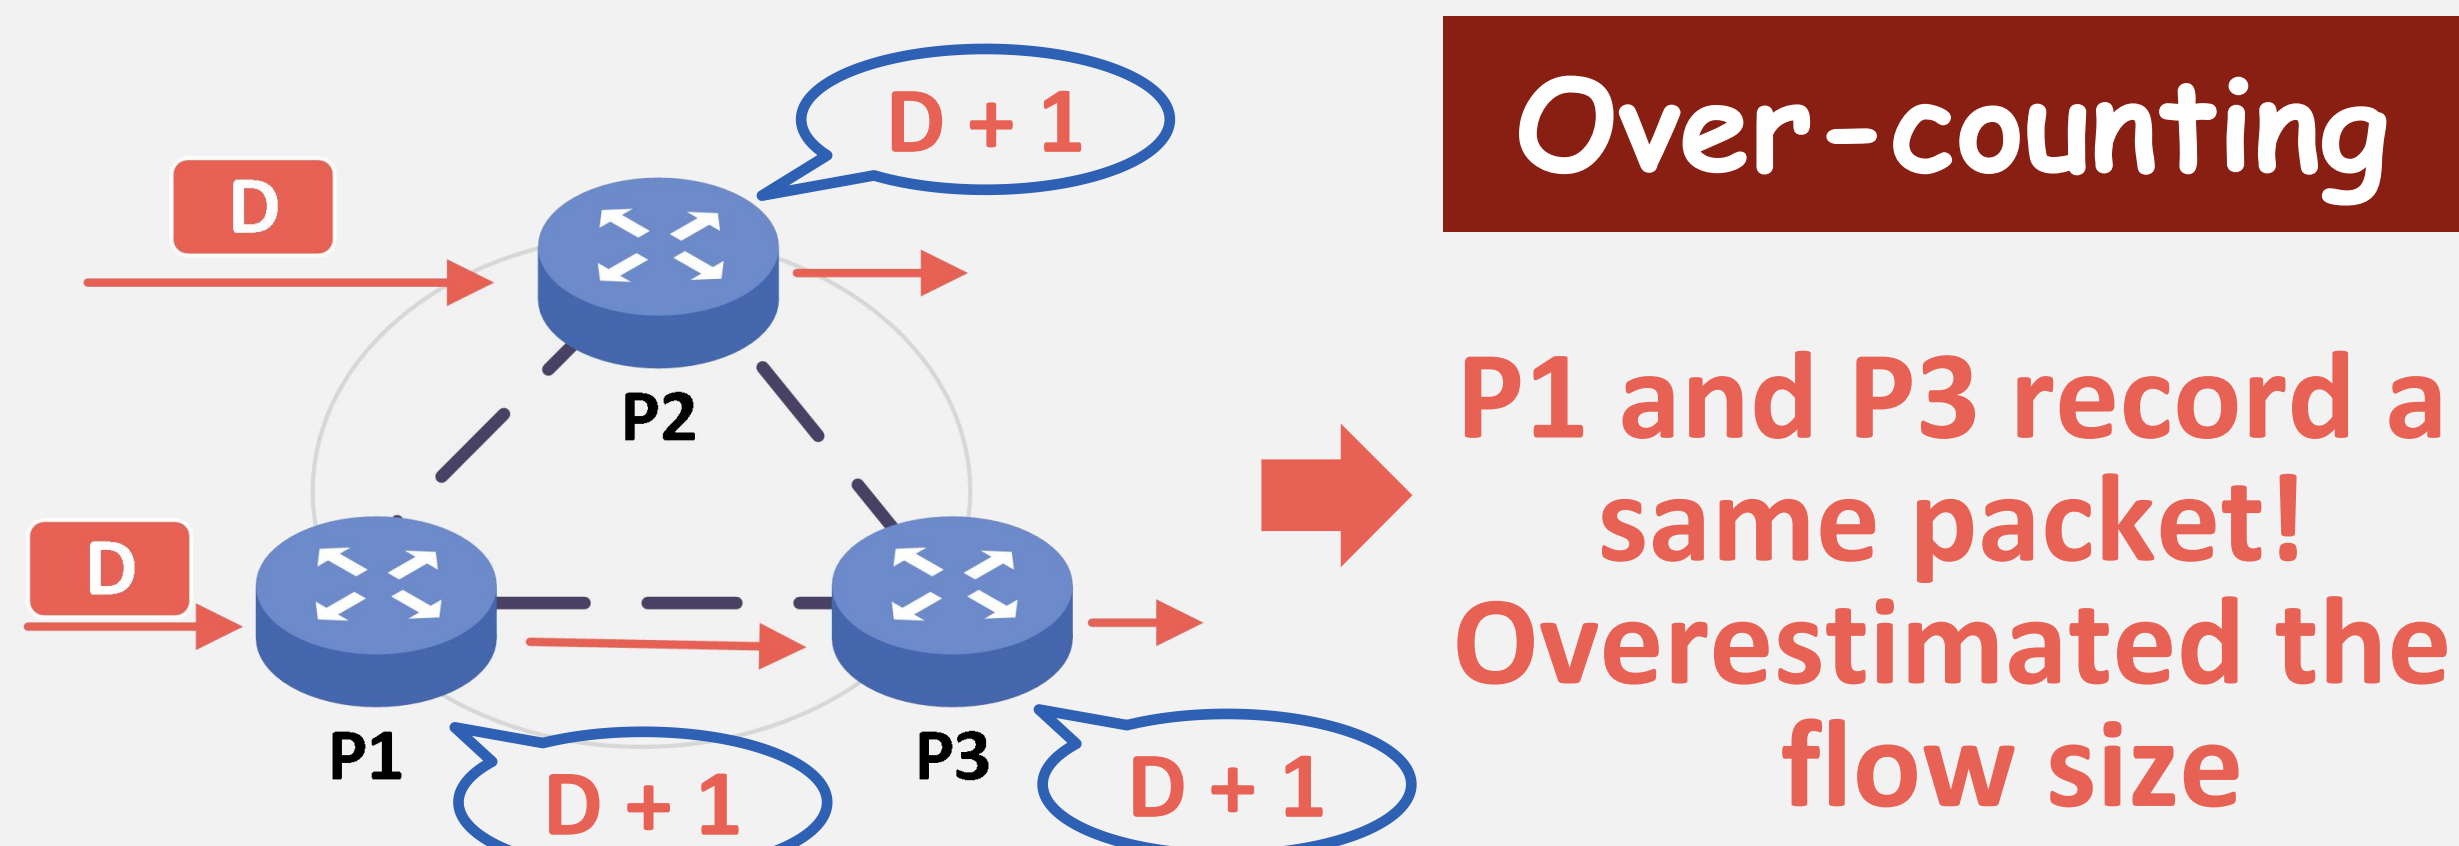 D + 1
D
P2
D
P1
D + 1
P3
D + 1
Over-counting
P1 and P3 record a
same packet!
Overestimated the
flow size